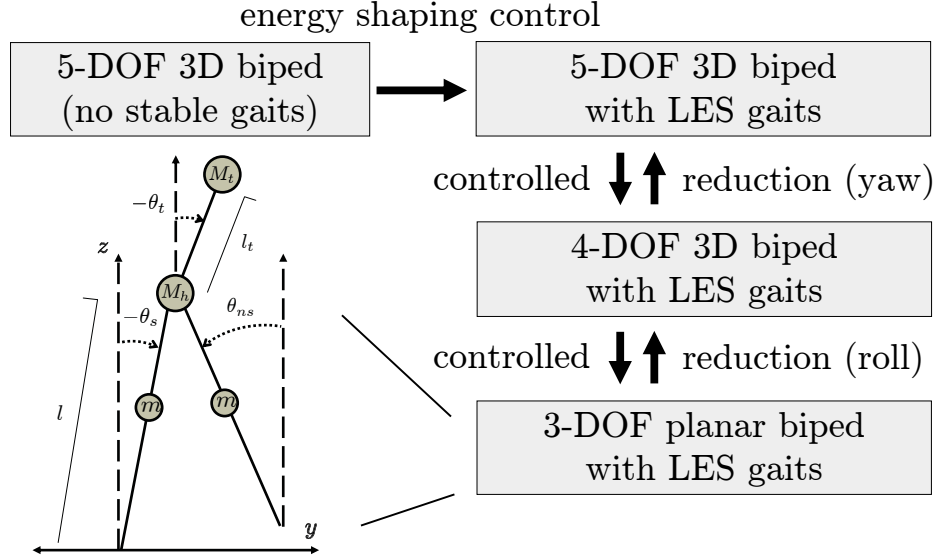 energy shaping control
5-DOF 3D biped
(no stable gaits)
5-DOF 3D biped
with LES gaits
controlled
reduction (yaw)
4-DOF 3D biped
with LES gaits
controlled
reduction (roll)
3-DOF planar biped
with LES gaits
M_t
−θ_t
l_t
z
M_h
−θ_s
θ_ns
m
m
l
y